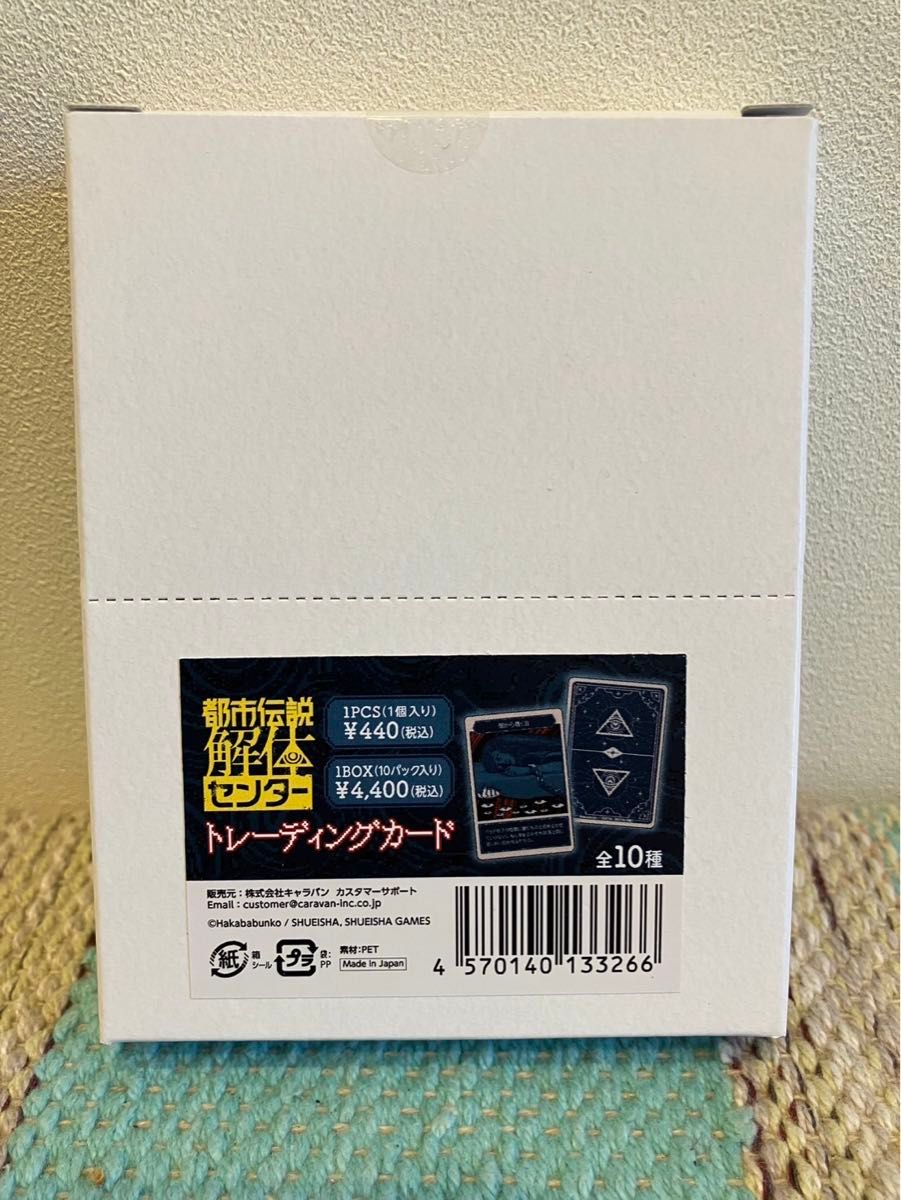 都市伝説
解体
センター
1PCS(1個入り)
¥440(税込)
1BOX(10パック入り)
¥4,400(税込)
トレーディングカード
全10種
販売元：株式会社キャラバン カスタマーサポート
Email：customer@caravan-inc.co.jp
©Hakababunko / SHUEISHA, SHUEISHA GAMES
紙
箱
シール
プラ
袋:
PP
素材:PET
Made in Japan
4 570140 133266